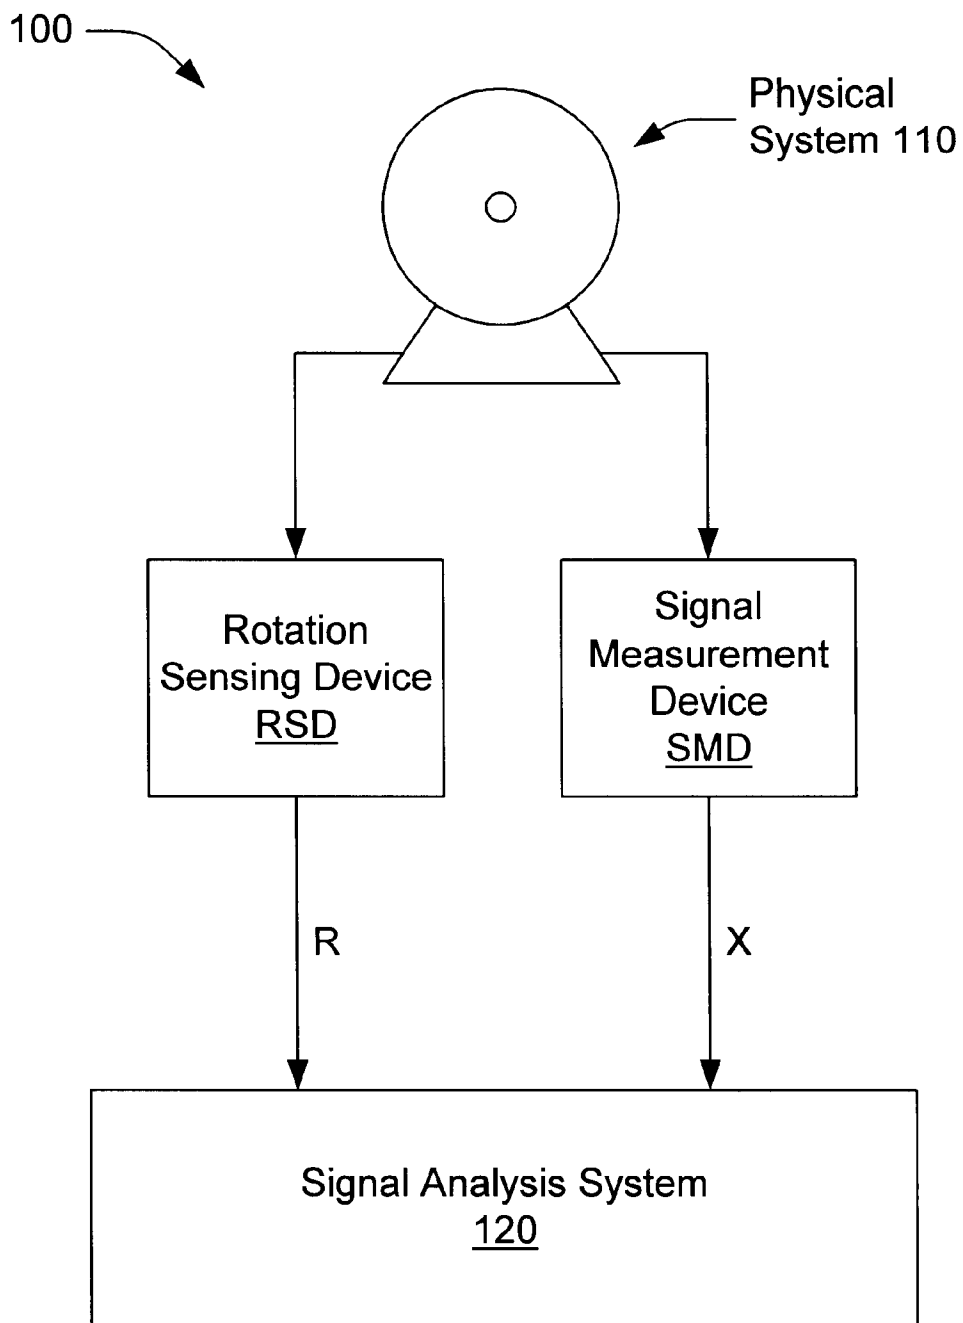 100
Physical
System 110
Rotation
Sensing Device
RSD
Signal
Measurement
Device
SMD
R
X
Signal Analysis System
120